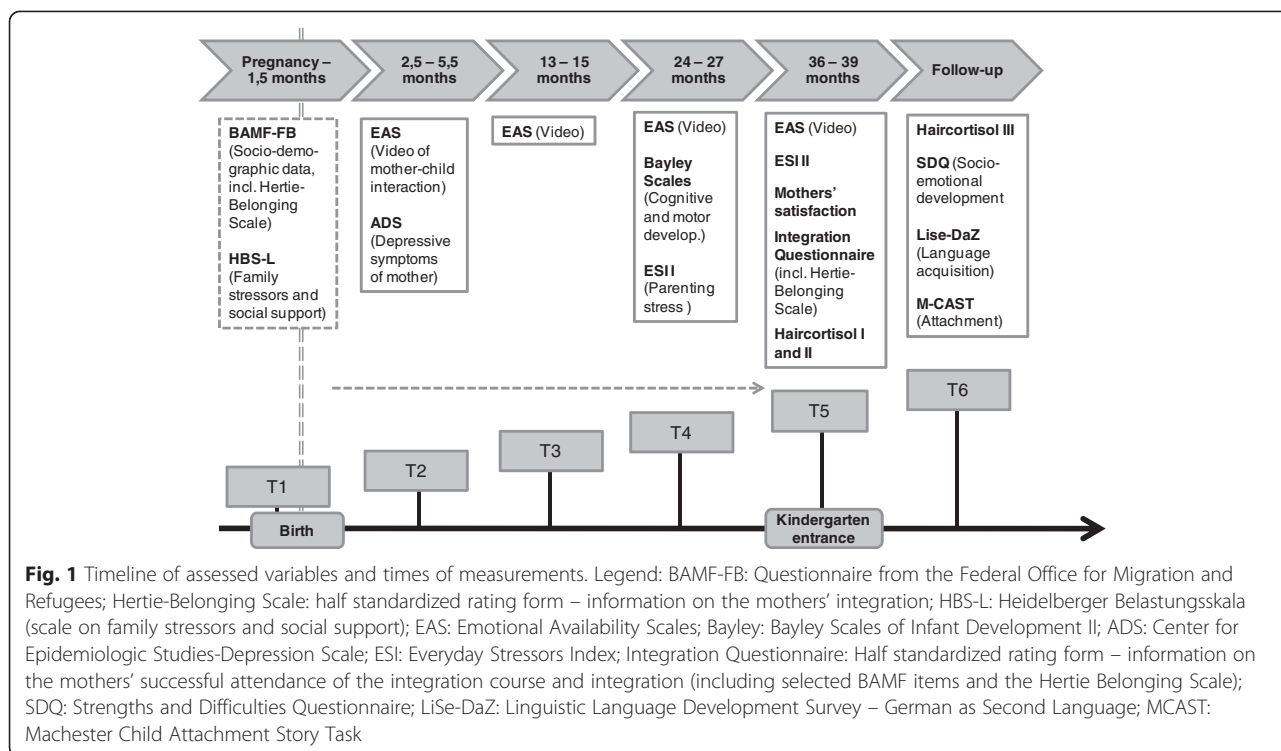 Pregnancy –
1,5 months
2,5 – 5,5
months
13 – 15
months
24 – 27
months
36 – 39
months
Follow-up
BAMF-FB
(Socio-demo-
graphic data,
incl. Hertie-
Belonging
Scale)
HBS-L
(Family
stressors and
social support)
EAS
(Video of
mother-child
interaction)
ADS
(Depressive
symptoms
of mother)
EAS (Video)
EAS (Video)
Bayley
Scales
(Cognitive
and motor
develop.)
ESI I
(Parenting
stress )
EAS (Video)
ESI II
Mothers'
satisfaction
Integration
Questionnaire
(incl. Hertie-
Belonging
Scale)
Haircortisol I
and II
Haircortisol III
SDQ (Socio-
emotional
development
Lise-DaZ
(Language
acquisition)
M-CAST
(Attachment)
T1
T2
T3
T4
T5
T6
Birth
Kindergarten
entrance
Fig. 1 Timeline of assessed variables and times of measurements. Legend: BAMF-FB: Questionnaire from the Federal Office for Migration and
Refugees; Hertie-Belonging Scale: half standardized rating form – information on the mothers' integration; HBS-L: Heidelberger Belastungsskala
(scale on family stressors and social support); EAS: Emotional Availability Scales; Bayley: Bayley Scales of Infant Development II; ADS: Center for
Epidemiologic Studies-Depression Scale; ESI: Everyday Stressors Index; Integration Questionnaire: Half standardized rating form – information on
the mothers' successful attendance of the integration course and integration (including selected BAMF items and the Hertie Belonging Scale);
SDQ: Strengths and Difficulties Questionnaire; LiSe-DaZ: Linguistic Language Development Survey – German as Second Language; MCAST:
Machester Child Attachment Story Task